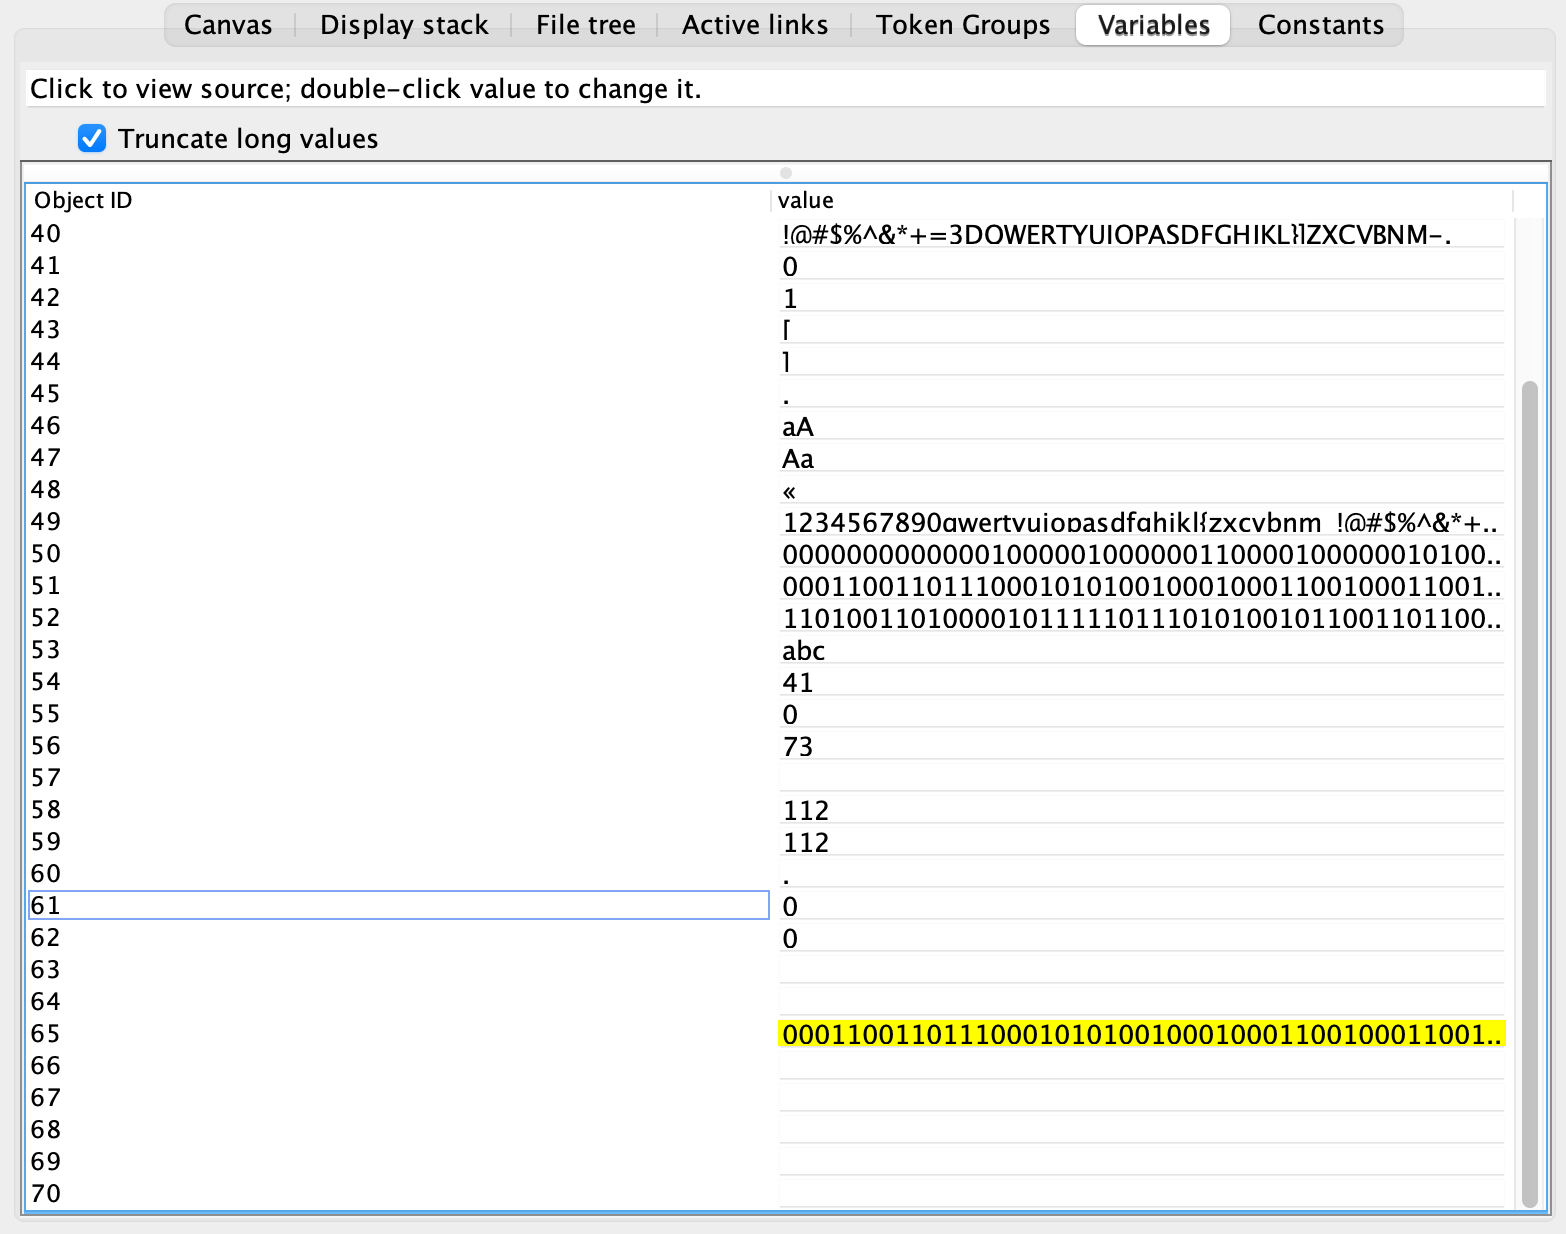 Canvas
Display stack
File tree
Active links
Token Groups
Variables
Constants
Click to view source; double-click value to change it.
Truncate long values
Object ID value
40 !@#$%^&*+=3DQWERTYUIOPASDFGHJKL}]ZXCVBNM-.
41 0
42 1
43 [
44 ]
45 .
46 aA
47 Aa
48 «
49 1234567890qwertyuiopasdfghjkl{zxcvbnm_!@#$%^&*+..
50 00000000000001000001000000110000100000010100..
51 00011001101110001010100100010001100100011001..
52 11010011010000101111101110101001011001101100..
53 abc
54 41
55 0
56 73
57
58 112
59 112
60 .
61 0
62 0
63
64
65 00011001101110001010100100010001100100011001..
66
67
68
69
70